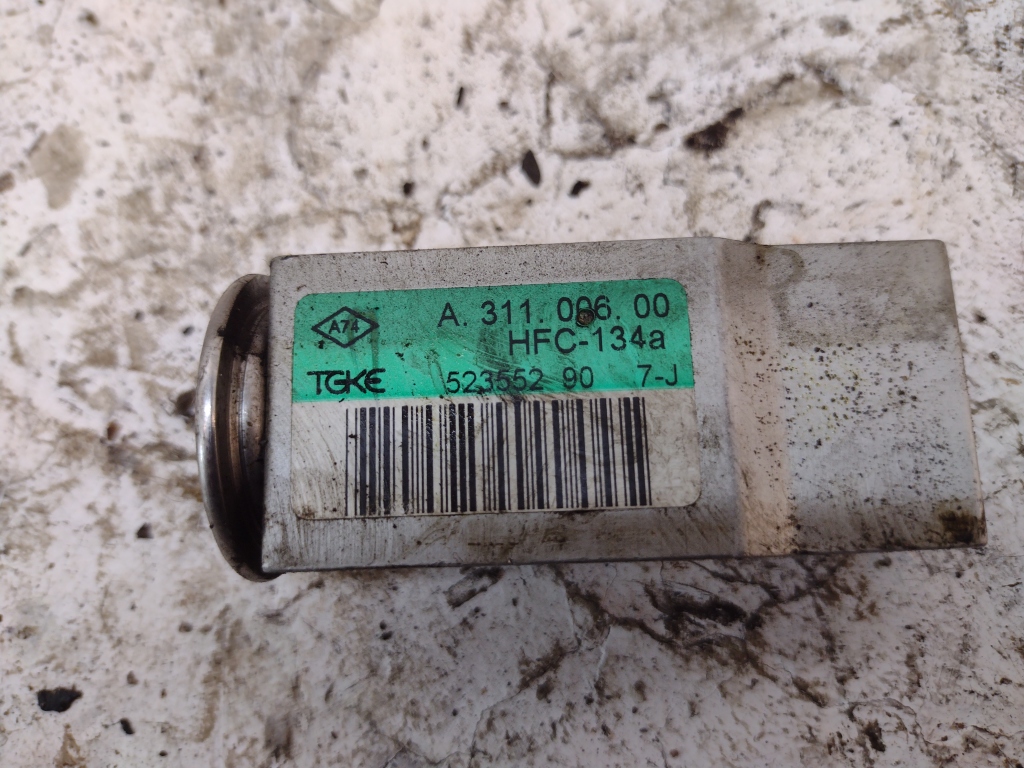 A74
A. 311. 006. 00
HFC-134a
TGKE 523552 90 7-J